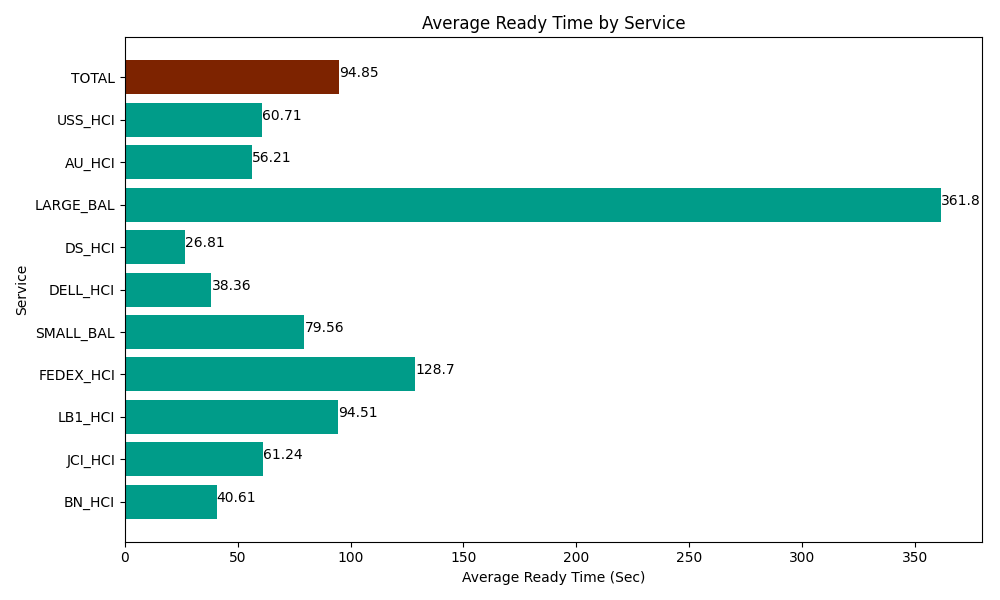 Average Ready Time by Service
TOTAL 94.85
USS_HCI 60.71
AU_HCI 56.21
LARGE_BAL 361.8
DS_HCI 26.81
DELL_HCI 38.36
SMALL_BAL 79.56
FEDEX_HCI 128.7
LB1_HCI 94.51
JCI_HCI 61.24
BN_HCI 40.61
Service
0 50 100 150 200 250 300 350
Average Ready Time (Sec)